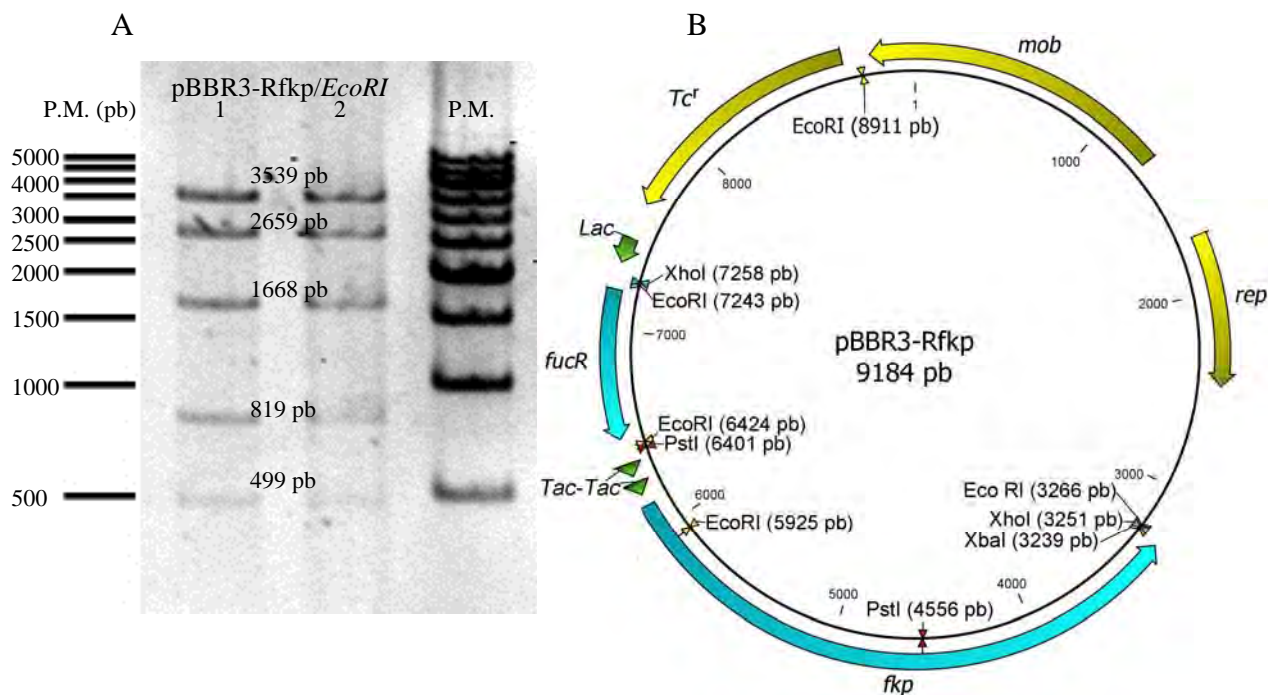 A
pBBR3-Rfkp/EcoRI
P.M. (pb) 1 2 P.M.
5000
4000
3000
2500
2000
1500
1000
500
3539 pb
2659 pb
1668 pb
819 pb
499 pb
B
mob
Tcr
EcoRI (8911 pb)
1
1000
8000
Lac
XhoI (7258 pb)
EcoRI (7243 pb)
rep
2000
7000
fucR
pBBR3-Rfkp
9184 pb
EcoRI (6424 pb)
PstI (6401 pb)
Tac-Tac
6000
EcoRI (5925 pb)
3000
Eco RI (3266 pb)
XhoI (3251 pb)
XbaI (3239 pb)
5000
PstI (4556 pb)
4000
fkp